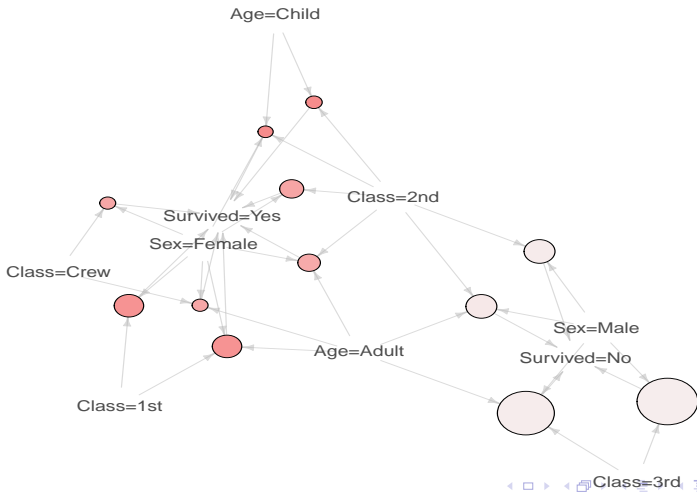 Age=Child
Class=2nd
Survived=Yes
Sex=Female
Class=Crew
Sex=Male
Age=Adult
Survived=No
Class=1st
Class=3rd